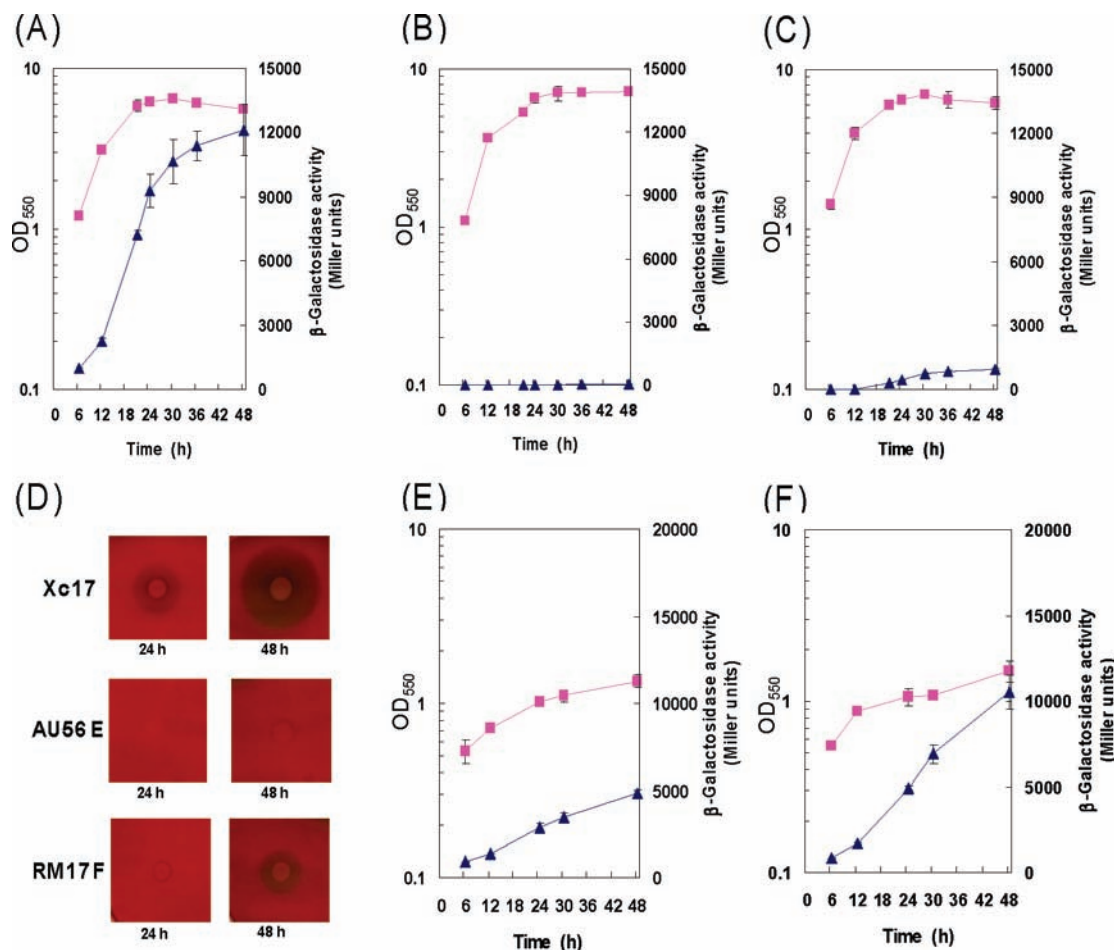 (A)
10
1
0.1
OD550
15000
12000
9000
6000
3000
0
β-Galactosidase activity
(Miller units)
0 6 12 18 24 30 36 42 48
Time (h)
(B)
10
1
0.1
OD550
15000
12000
9000
6000
3000
0
β-Galactosidase activity
(Miller units)
0 6 12 18 24 30 36 42 48
Time (h)
(C)
10
1
0.1
OD550
15000
12000
9000
6000
3000
0
β-Galactosidase activity
(Miller units)
0 6 12 18 24 30 36 42 48
Time (h)
(D)
Xc17
24 h
48 h
AU56E
24 h
48 h
RM17F
24 h
48 h
(E)
10
1
0.1
OD550
20000
15000
10000
5000
0
β-Galactosidase activity
(Miller units)
0 6 12 18 24 30 36 42 48
Time (h)
(F)
10
1
0.1
OD550
20000
15000
10000
5000
0
β-Galactosidase activity
(Miller units)
0 6 12 18 24 30 36 42 48
Time (h)